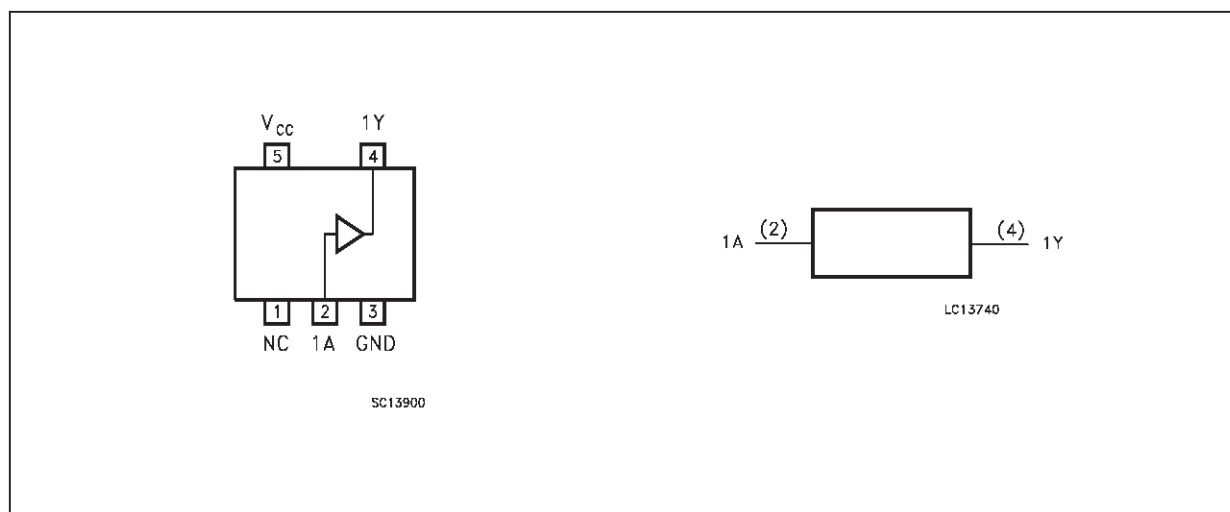 VCC 1Y
5 4
1 2 3
NC 1A GND
SC13900
1A (2) (4) 1Y
LC13740